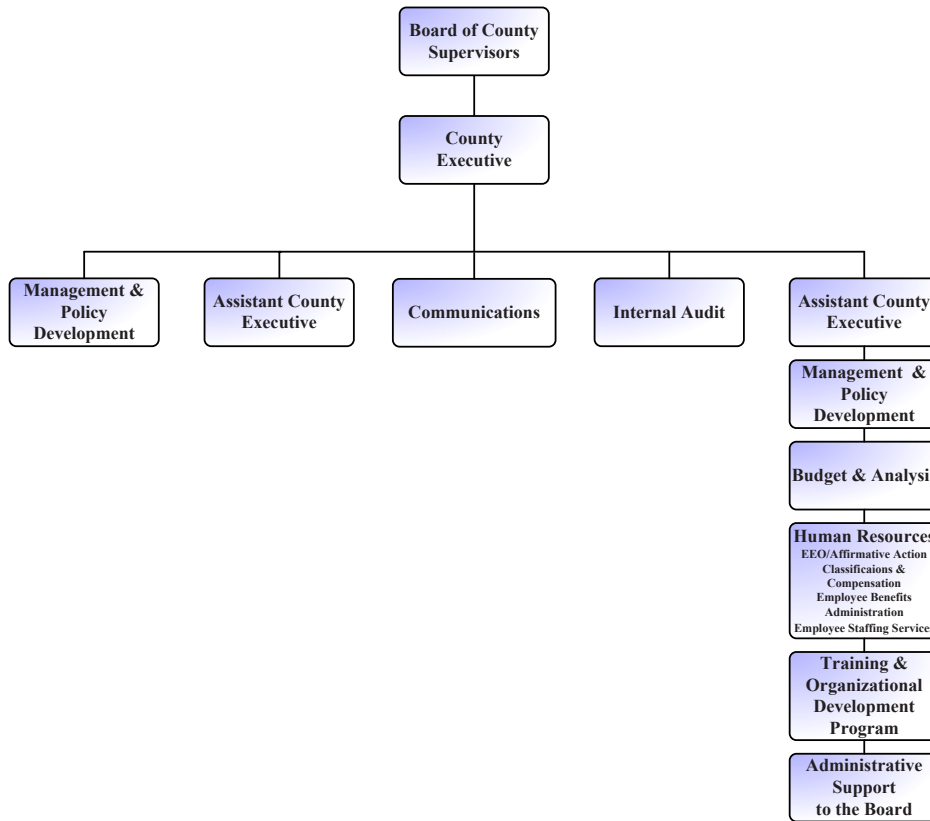 Board of County
Supervisors
County
Executive
Management &
Policy
Development
Assistant County
Executive
Communications
Internal Audit
Assistant County
Executive
Management &
Policy
Development
Budget & Analysi
Human Resources
EEO/Affirmative Action
Classificaions &
Compensation
Employee Benefits
Administration
Employee Staffing Services
Training &
Organizational
Development
Program
Administrative
Support
to the Board